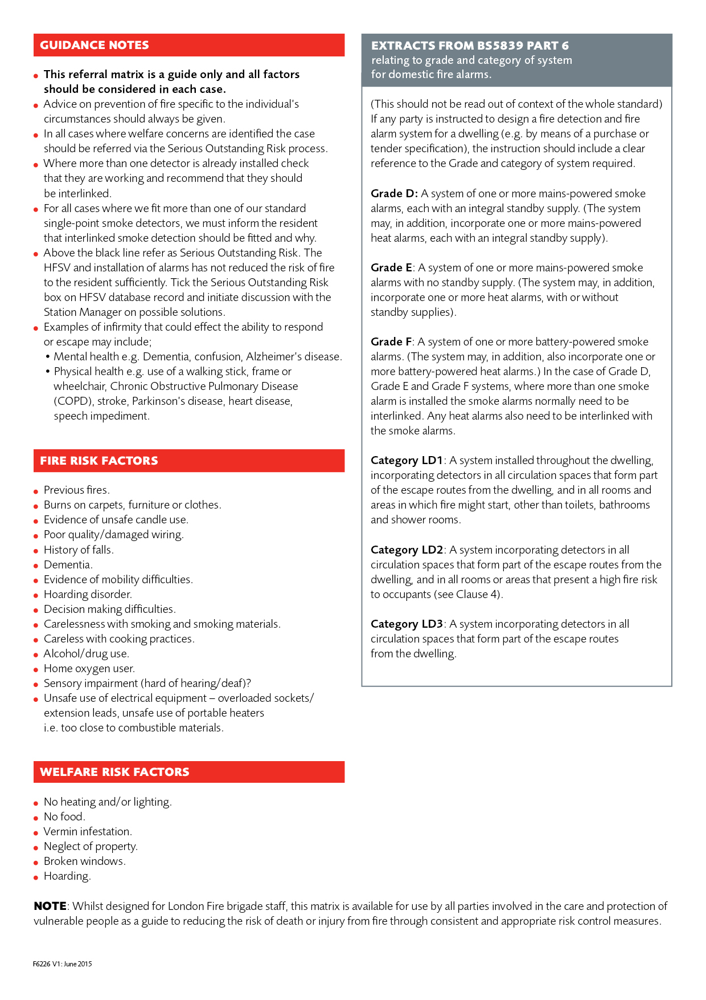 GUIDANCE NOTES
• This referral matrix is a guide only and all factors
should be considered in each case.
• Advice on prevention of fire specific to the individual's
circumstances should always be given.
• In all cases where welfare concerns are identified the case
should be referred via the Serious Outstanding Risk process.
• Where more than one detector is already installed check
that they are working and recommend that they should
be interlinked.
• For all cases where we fit more than one of our standard
single-point smoke detectors, we must inform the resident
that interlinked smoke detection should be fitted and why.
• Above the black line refer as Serious Outstanding Risk. The
HFSV and installation of alarms has not reduced the risk of fire
to the resident sufficiently. Tick the Serious Outstanding Risk
box on HFSV database record and initiate discussion with the
Station Manager on possible solutions.
• Examples of infirmity that could effect the ability to respond
or escape may include;
• Mental health e.g. Dementia, confusion, Alzheimer's disease.
• Physical health e.g. use of a walking stick, frame or
wheelchair, Chronic Obstructive Pulmonary Disease
(COPD), stroke, Parkinson's disease, heart disease,
speech impediment.
FIRE RISK FACTORS
• Previous fires.
• Burns on carpets, furniture or clothes.
• Evidence of unsafe candle use.
• Poor quality/damaged wiring.
• History of falls.
• Dementia.
• Evidence of mobility difficulties.
• Hoarding disorder.
• Decision making difficulties.
• Carelessness with smoking and smoking materials.
• Careless with cooking practices.
• Alcohol/drug use.
• Home oxygen user.
• Sensory impairment (hard of hearing/deaf)?
• Unsafe use of electrical equipment – overloaded sockets/
extension leads, unsafe use of portable heaters
i.e. too close to combustible materials.
WELFARE RISK FACTORS
• No heating and/or lighting.
• No food.
• Vermin infestation.
• Neglect of property.
• Broken windows.
• Hoarding.
EXTRACTS FROM BS5839 PART 6
relating to grade and category of system
for domestic fire alarms.
(This should not be read out of context of the whole standard)
If any party is instructed to design a fire detection and fire
alarm system for a dwelling (e.g. by means of a purchase or
tender specification), the instruction should include a clear
reference to the Grade and category of system required.
Grade D: A system of one or more mains-powered smoke
alarms, each with an integral standby supply. (The system
may, in addition, incorporate one or more mains-powered
heat alarms, each with an integral standby supply).
Grade E: A system of one or more mains-powered smoke
alarms with no standby supply. (The system may, in addition,
incorporate one or more heat alarms, with or without
standby supplies).
Grade F: A system of one or more battery-powered smoke
alarms. (The system may, in addition, also incorporate one or
more battery-powered heat alarms.) In the case of Grade D,
Grade E and Grade F systems, where more than one smoke
alarm is installed the smoke alarms normally need to be
interlinked. Any heat alarms also need to be interlinked with
the smoke alarms.
Category LD1: A system installed throughout the dwelling,
incorporating detectors in all circulation spaces that form part
of the escape routes from the dwelling, and in all rooms and
areas in which fire might start, other than toilets, bathrooms
and shower rooms.
Category LD2: A system incorporating detectors in all
circulation spaces that form part of the escape routes from the
dwelling, and in all rooms or areas that present a high fire risk
to occupants (see Clause 4).
Category LD3: A system incorporating detectors in all
circulation spaces that form part of the escape routes
from the dwelling.
NOTE: Whilst designed for London Fire brigade staff, this matrix is available for use by all parties involved in the care and protection of
vulnerable people as a guide to reducing the risk of death or injury from fire through consistent and appropriate risk control measures.
F6226 V1: June 2015